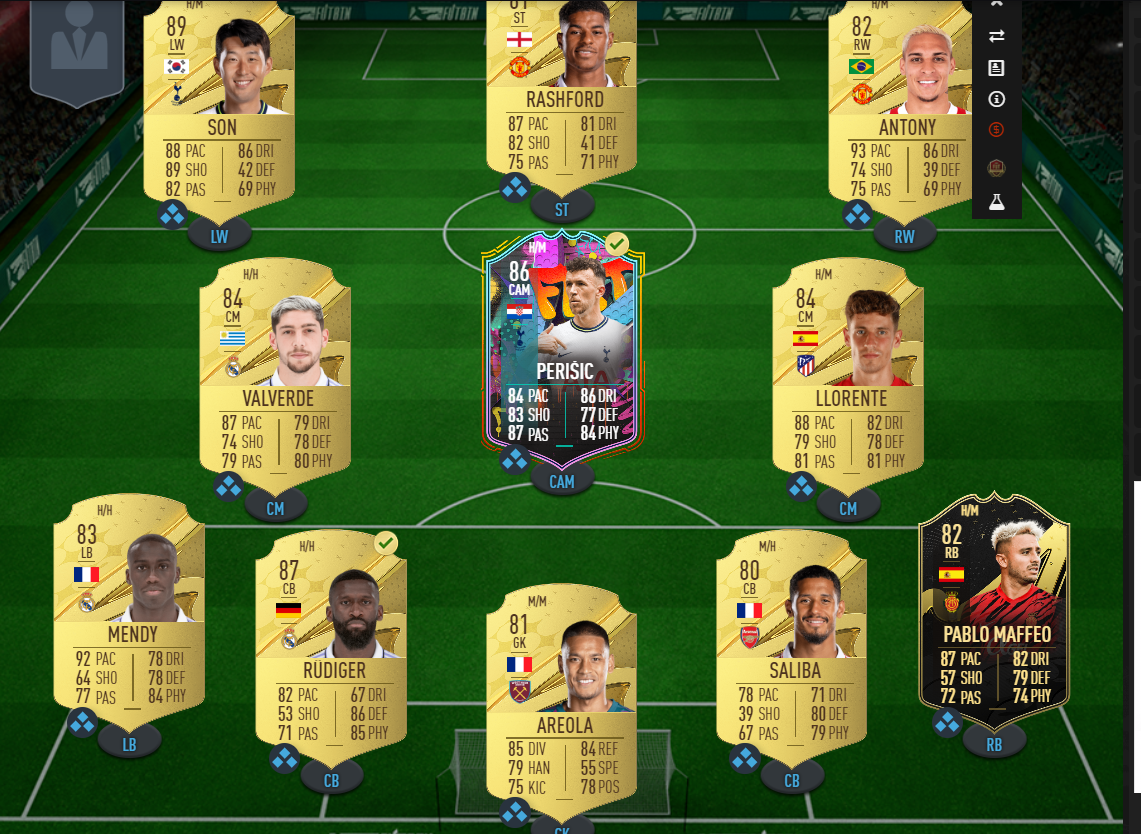 FUTBIN
FUTBIN
H/M
89
LW
SON
88 PAC 86 DRI
89 SHO 42 DEF
82 PAS 69 PHY
LW
ST
RASHFORD
87 PAC 81 DRI
82 SHO 41 DEF
75 PAS 71 PHY
ST
H/M
82
RW
ANTONY
93 PAC 86 DRI
74 SHO 39 DEF
75 PAS 69 PHY
RW
H/H
84
CM
VALVERDE
87 PAC 79 DRI
74 SHO 78 DEF
79 PAS 80 PHY
CM
H/M
86
CAM
PERIŠIC
84 PAC 86 DRI
83 SHO 77 DEF
87 PAS 84 PHY
CAM
H/M
84
CM
LLORENTE
88 PAC 82 DRI
79 SHO 78 DEF
81 PAS 81 PHY
CM
H/H
83
LB
MENDY
92 PAC 78 DRI
64 SHO 78 DEF
77 PAS 84 PHY
LB
H/H
87
CB
RÜDIGER
82 PAC 67 DRI
53 SHO 86 DEF
71 PAS 85 PHY
CB
M/M
81
GK
AREOLA
85 DIV 84 REF
79 HAN 55 SPE
75 KIC 78 POS
GK
M/H
80
CB
SALIBA
78 PAC 71 DRI
39 SHO 80 DEF
67 PAS 79 PHY
CB
H/M
82
RB
PABLO MAFFEO
87 PAC 82 DRI
57 SHO 79 DEF
72 PAS 74 PHY
RB